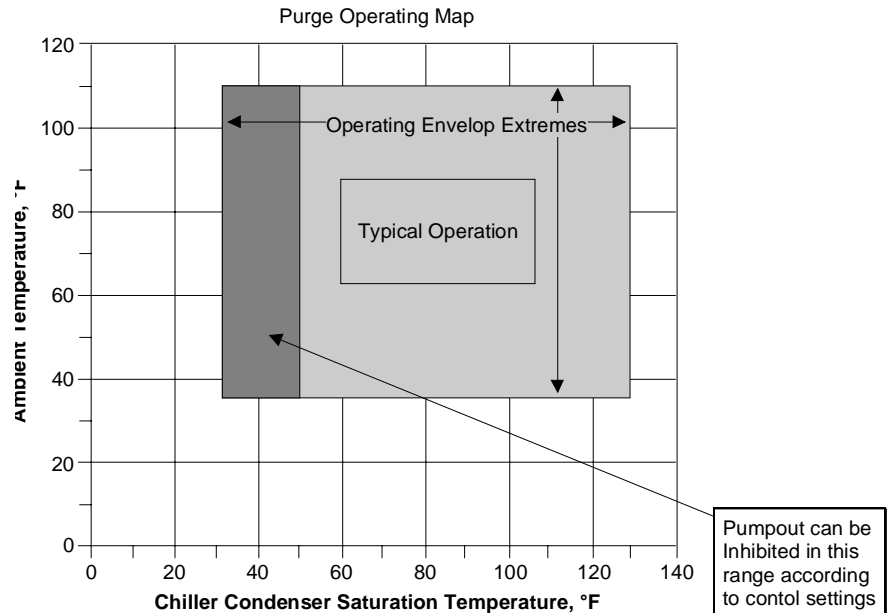 Purge Operating Map
120
100
80
60
40
20
0
Ambient Temperature, °F
Operating Envelop Extremes
Typical Operation
0 20 40 60 80 100 120 140
Chiller Condenser Saturation Temperature, °F
Pumpout can be
Inhibited in this
range according
to contol settings